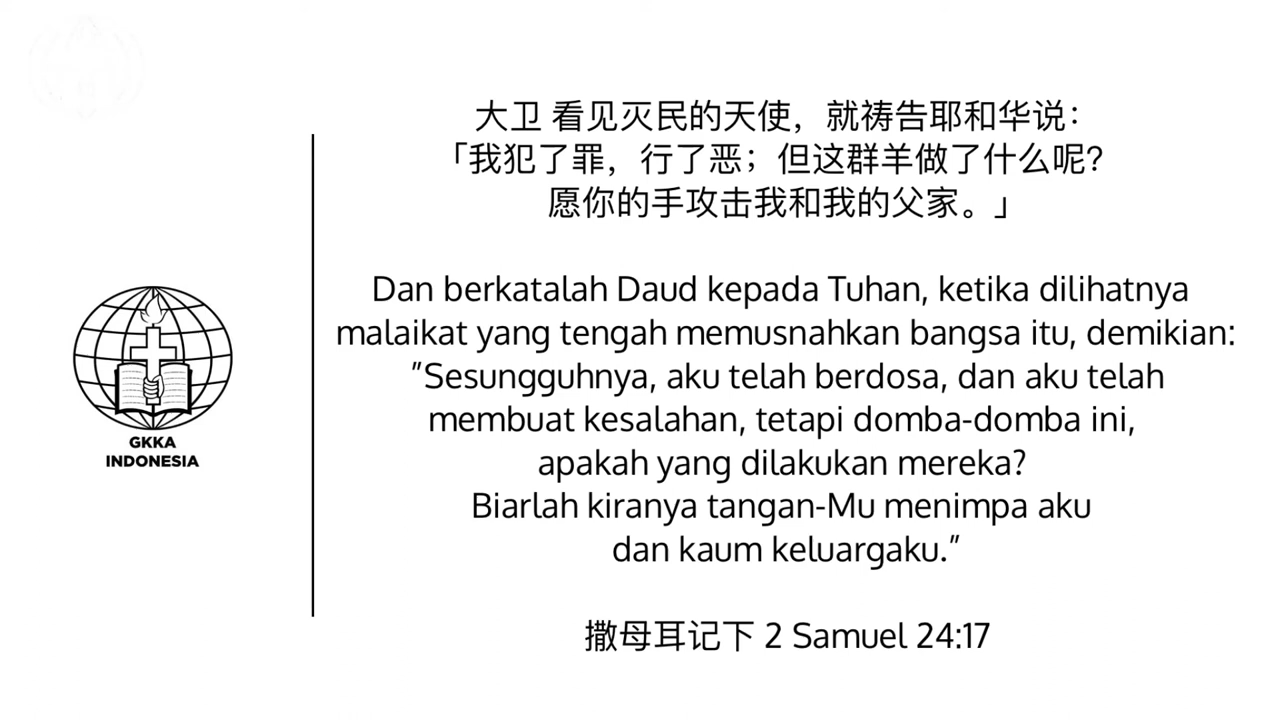 大卫 看见灭民的天使，就祷告耶和华说：
「我犯了罪，行了恶；但这群羊做了什么呢？
愿你的手攻击我和我的父家。」
Dan berkatalah Daud kepada Tuhan, ketika dilihatnya
malaikat yang tengah memusnahkan bangsa itu, demikian:
"Sesungguhnya, aku telah berdosa, dan aku telah
membuat kesalahan, tetapi domba-domba ini,
apakah yang dilakukan mereka?
Biarlah kiranya tangan-Mu menimpa aku
dan kaum keluargaku."
撒母耳记下 2 Samuel 24:17
GKKA
INDONESIA